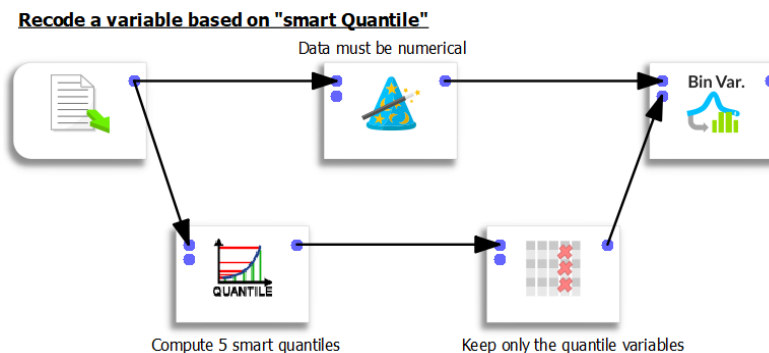 Recode a variable based on "smart Quantile"
Data must be numerical
Bin Var.
QUANTILE
Compute 5 smart quantiles
Keep only the quantile variables